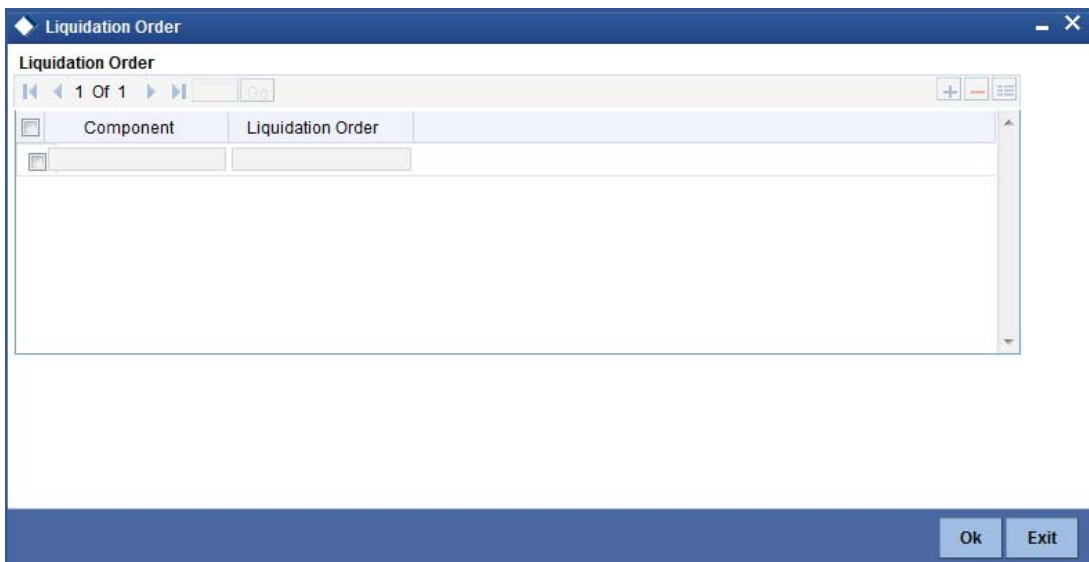 Liquidation Order
Liquidation Order
1 Of 1 Go
Component Liquidation Order
Ok Exit